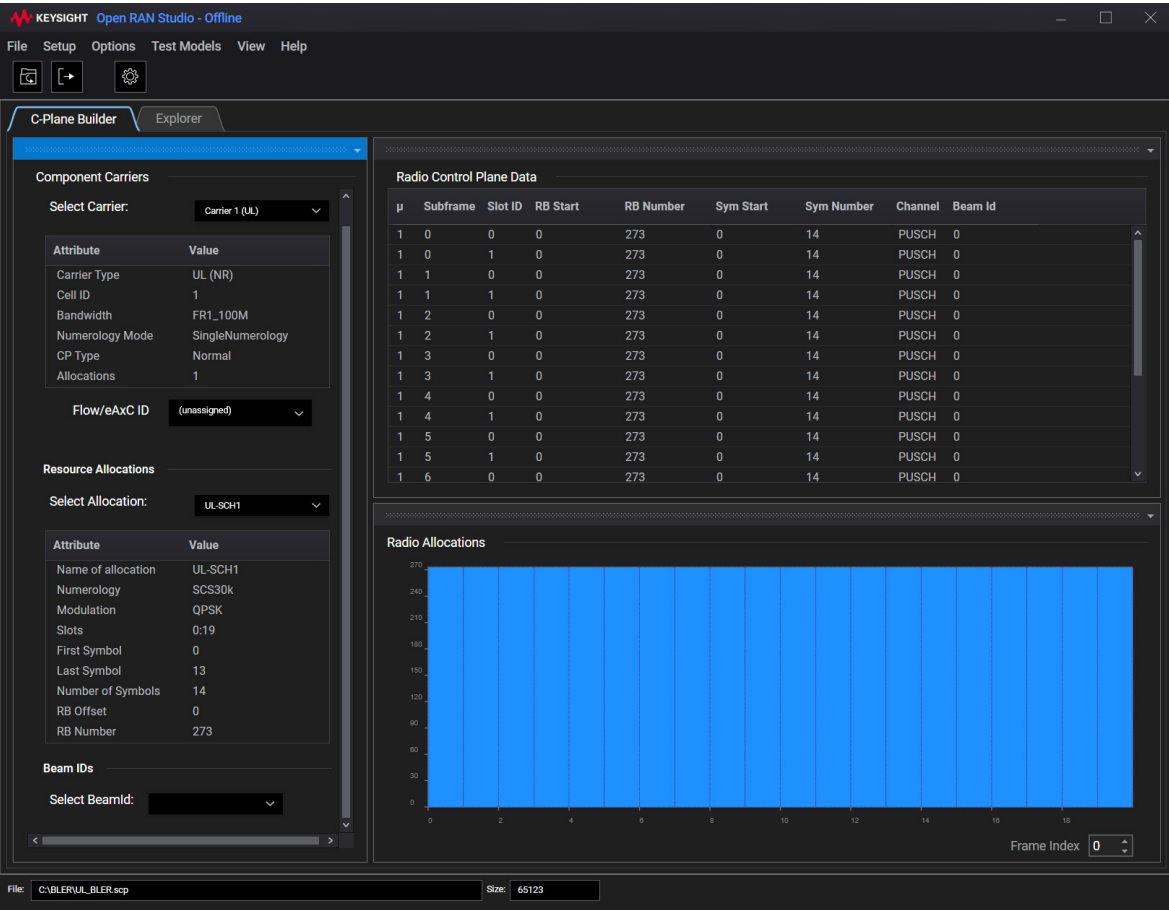 KEYSIGHT Open RAN Studio - Offline
File Setup Options Test Models View Help
C-Plane Builder Explorer
Component Carriers
Select Carrier: Carrier 1 (UL)
Attribute Value
Carrier Type UL (NR)
Cell ID 1
Bandwidth FR1_100M
Numerology Mode SingleNumerology
CP Type Normal
Allocations 1
Flow/eAxC ID (unassigned)
Resource Allocations
Select Allocation: UL-SCH1
Attribute Value
Name of allocation UL-SCH1
Numerology SCS30k
Modulation QPSK
Slots 0:19
First Symbol 0
Last Symbol 13
Number of Symbols 14
RB Offset 0
RB Number 273
Beam IDs
Select BeamId:
Radio Control Plane Data
μ Subframe Slot ID RB Start RB Number Sym Start Sym Number Channel Beam Id
1 0 0 0 273 0 14 PUSCH 0
1 0 1 0 273 0 14 PUSCH 0
1 1 0 0 273 0 14 PUSCH 0
1 1 1 0 273 0 14 PUSCH 0
1 2 0 0 273 0 14 PUSCH 0
1 2 1 0 273 0 14 PUSCH 0
1 3 0 0 273 0 14 PUSCH 0
1 3 1 0 273 0 14 PUSCH 0
1 4 0 0 273 0 14 PUSCH 0
1 4 1 0 273 0 14 PUSCH 0
1 5 0 0 273 0 14 PUSCH 0
1 5 1 0 273 0 14 PUSCH 0
1 6 0 0 273 0 14 PUSCH 0
Radio Allocations
270
240
210
180
150
120
90
60
30
0
0 2 4 6 8 10 12 14 16 18
Frame Index 0
File: C:\BLER\UL_BLER.scp Size: 65123